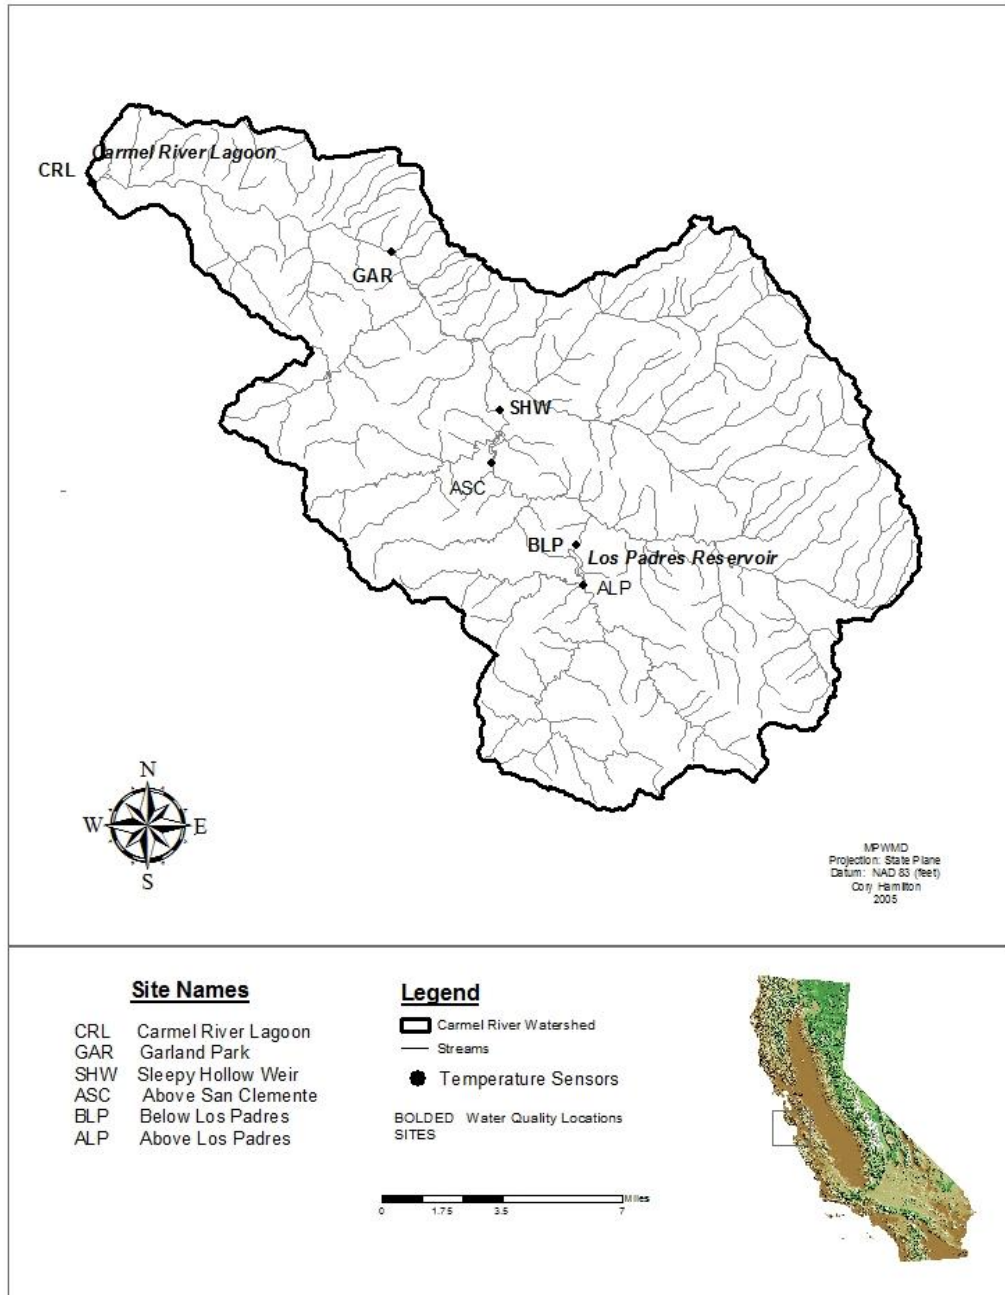 Carmel River Lagoon
CRL
GAR
SHW
ASC
BLP
Los Padres Reservoir
ALP
N
W
E
S
MPWMD
Projection: State Plane
Datum: NAD 83 (feet)
Cory Hamilton
2005
Site Names
CRL Carmel River Lagoon
GAR Garland Park
SHW Sleepy Hollow Weir
ASC Above San Clemente
BLP Below Los Padres
ALP Above Los Padres
Legend
Carmel River Watershed
Streams
Temperature Sensors
BOLDED Water Quality Locations
SITES
Miles
0 1.75 3.5 7